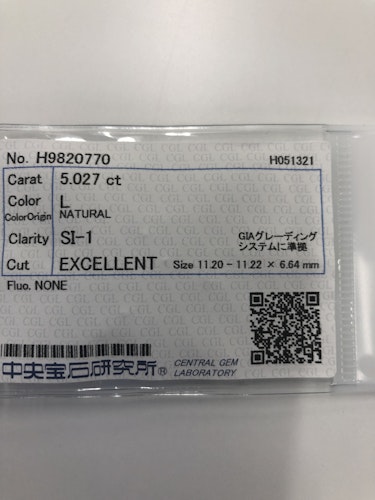 No. H9820770 H051321
Carat 5.027 ct
Color L
ColorOrigin NATURAL
Clarity SI-1 GIAグレーディング
システムに準拠
Cut EXCELLENT Size 11.20 - 11.22 × 6.64 mm
Fluo. NONE
中央宝石研究所® CENTRAL GEM
LABORATORY